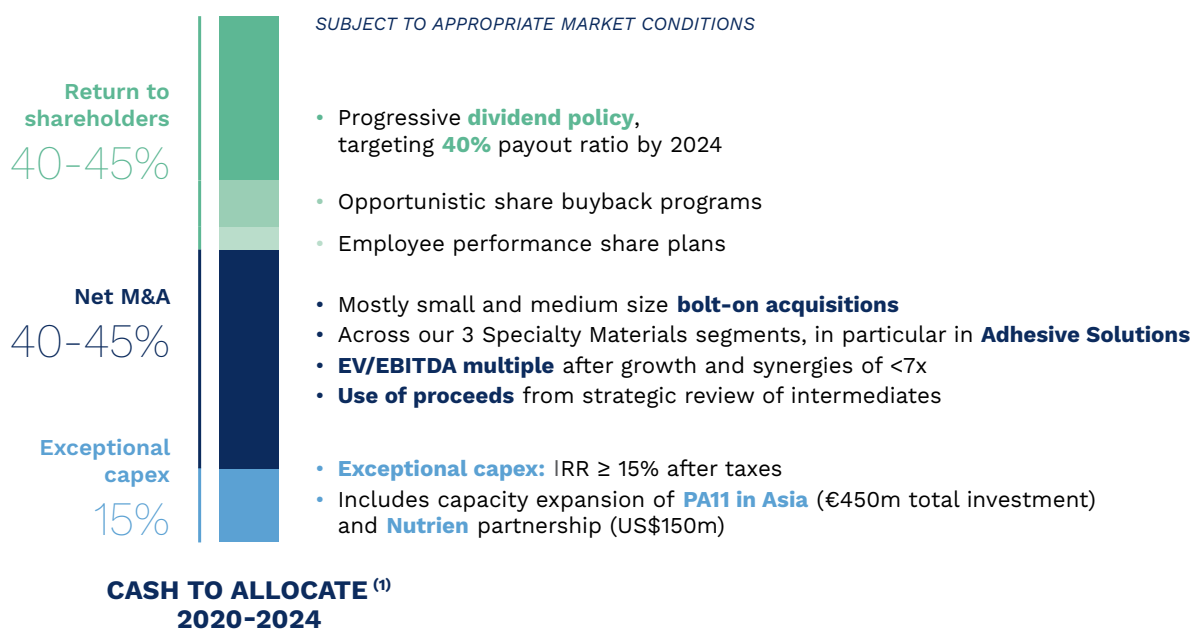 SUBJECT TO APPROPRIATE MARKET CONDITIONS
Return to
shareholders
40-45%
• Progressive dividend policy,
targeting 40% payout ratio by 2024
• Opportunistic share buyback programs
• Employee performance share plans
Net M&A
40-45%
• Mostly small and medium size bolt-on acquisitions
• Across our 3 Specialty Materials segments, in particular in Adhesive Solutions
• EV/EBITDA multiple after growth and synergies of <7x
• Use of proceeds from strategic review of intermediates
Exceptional
capex
15%
• Exceptional capex: IRR ≥ 15% after taxes
• Includes capacity expansion of PA11 in Asia (€450m total investment)
and Nutrien partnership (US$150m)
CASH TO ALLOCATE (1)
2020-2024